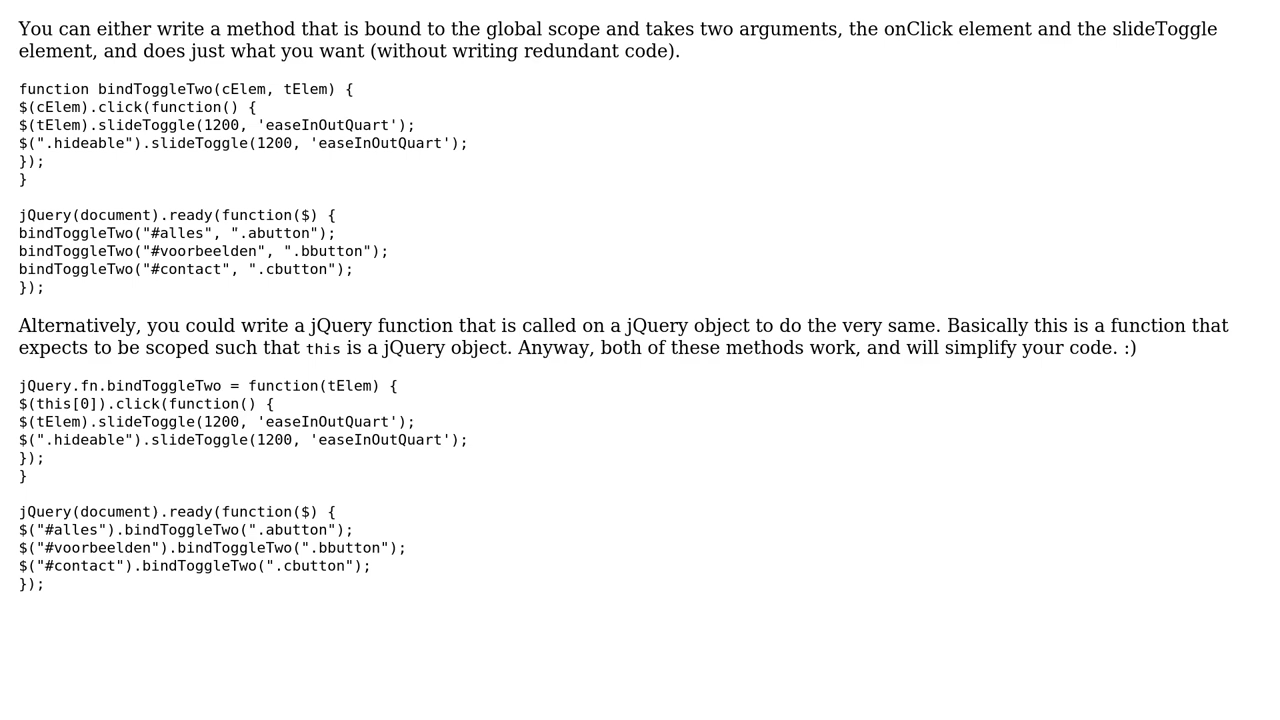 You can either write a method that is bound to the global scope and takes two arguments, the onClick element and the slideToggle
element, and does just what you want (without writing redundant code).
function bindToggleTwo(cElem, tElem) {
$(cElem).click(function() {
$(tElem).slideToggle(1200, 'easeInOutQuart');
$(".hideable").slideToggle(1200, 'easeInOutQuart');
});
}
jQuery(document).ready(function($) {
bindToggleTwo("#alles", ".abutton");
bindToggleTwo("#voorbeelden", ".bbutton");
bindToggleTwo("#contact", ".cbutton");
});
Alternatively, you could write a jQuery function that is called on a jQuery object to do the very same. Basically this is a function that
expects to be scoped such that this is a jQuery object. Anyway, both of these methods work, and will simplify your code. :)
jQuery.fn.bindToggleTwo = function(tElem) {
$(this[0]).click(function() {
$(tElem).slideToggle(1200, 'easeInOutQuart');
$(".hideable").slideToggle(1200, 'easeInOutQuart');
});
}
jQuery(document).ready(function($) {
$("#alles").bindToggleTwo(".abutton");
$("#voorbeelden").bindToggleTwo(".bbutton");
$("#contact").bindToggleTwo(".cbutton");
});